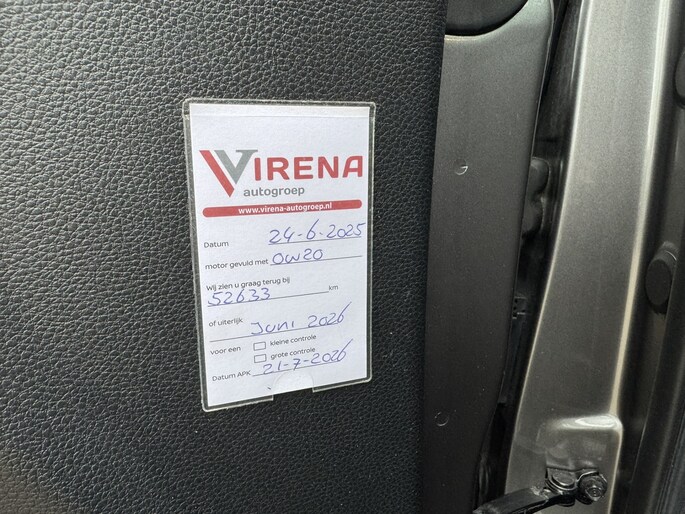 VIRENA
autogroep
www.virena-autogroep.nl
Datum 24-6-2025
motor gevuld met 0W20
Wij zien u graag terug bij
52633 km
of uiterlijk Juni 2026
voor een kleine controle
grote controle
Datum APK 21-7-2026